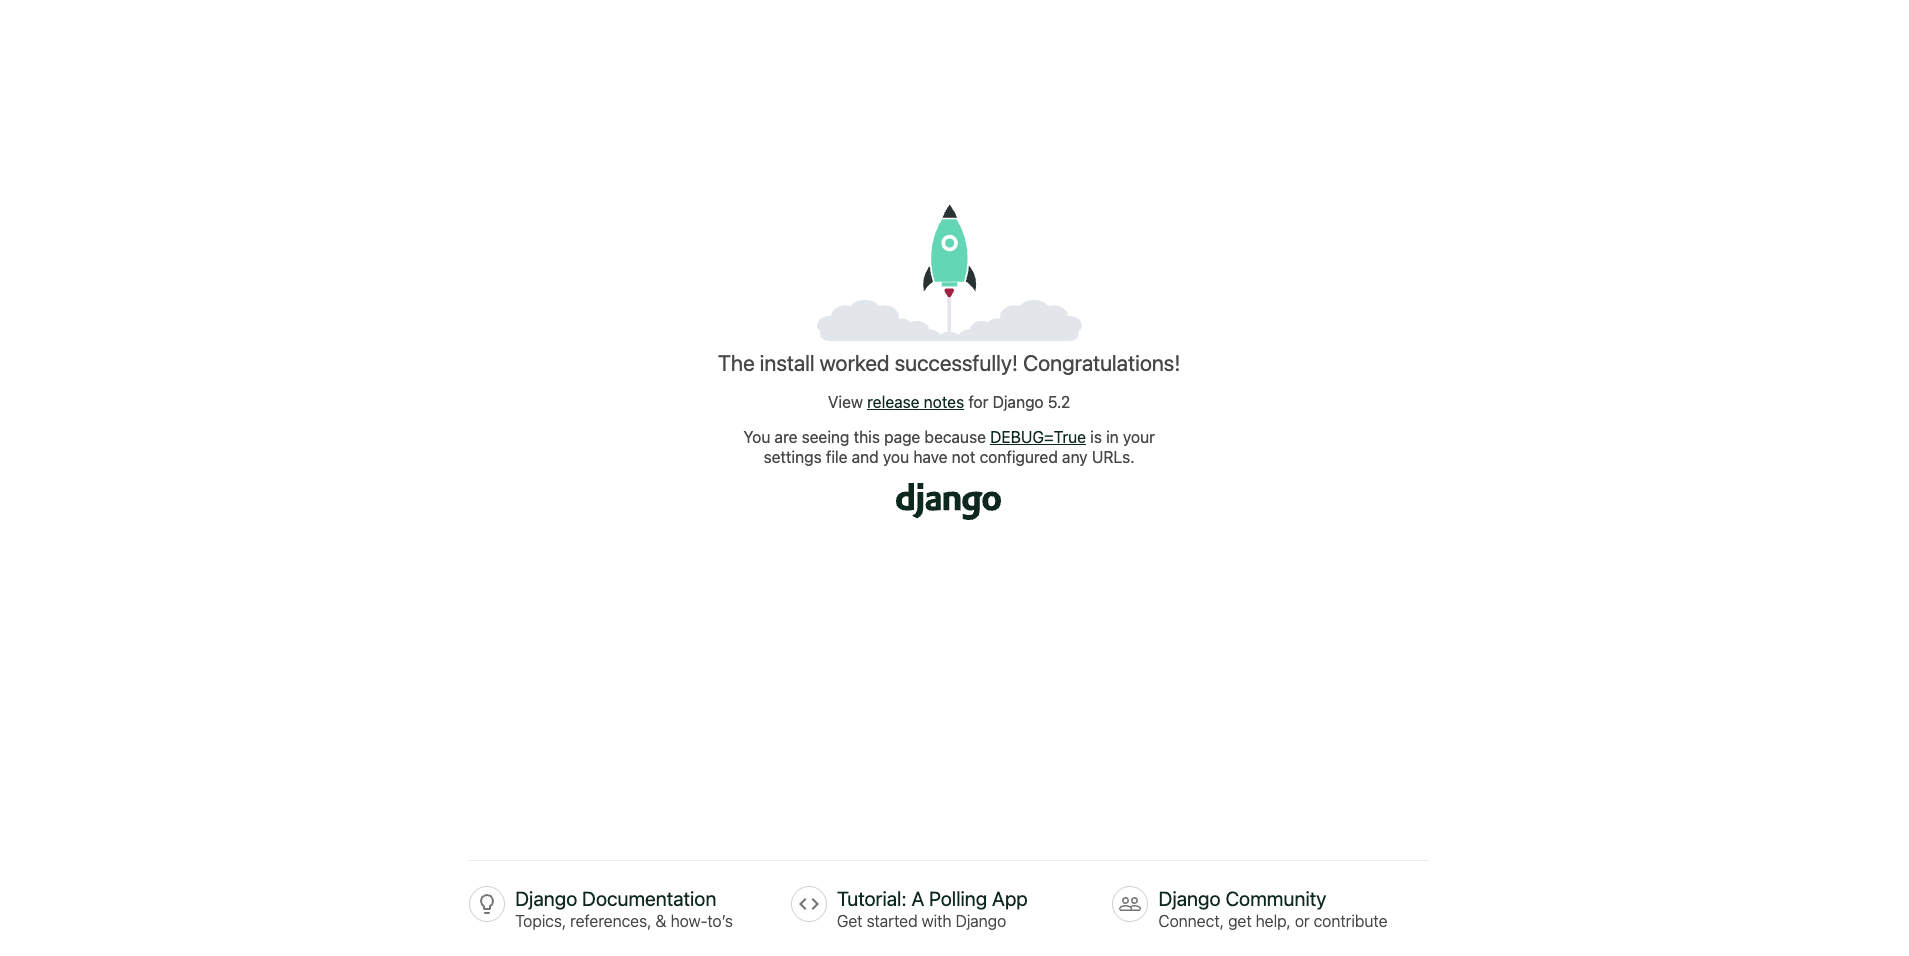 The install worked successfully! Congratulations!
View release notes for Django 5.2
You are seeing this page because DEBUG=True is in your
settings file and you have not configured any URLs.
django
Django Documentation
Topics, references, & how-to’s
Tutorial: A Polling App
Get started with Django
Django Community
Connect, get help, or contribute